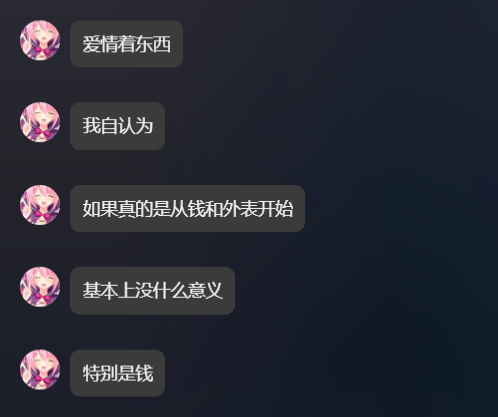 爱情着东西
我自认为
如果真的是从钱和外表开始
基本上没什么意义
特别是钱